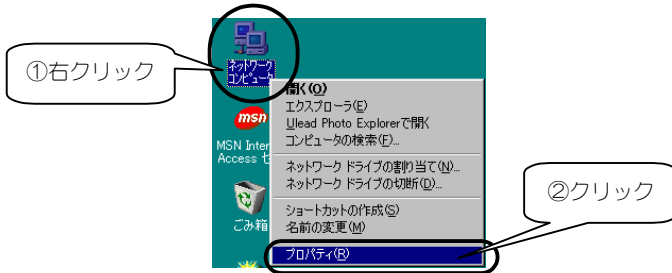 ①右クリック
ネットワーク
コンピュータ
msn
MSN Inter
Access セ
ごみ箱
開く(O)
エクスプローラ(E)
Ulead Photo Explorerで開く
コンピュータの検索(F)...
ネットワーク ドライブの割り当て(N)...
ネットワーク ドライブの切断(D)...
ショートカットの作成(S)
名前の変更(M)
プロパティ(R)
②クリック